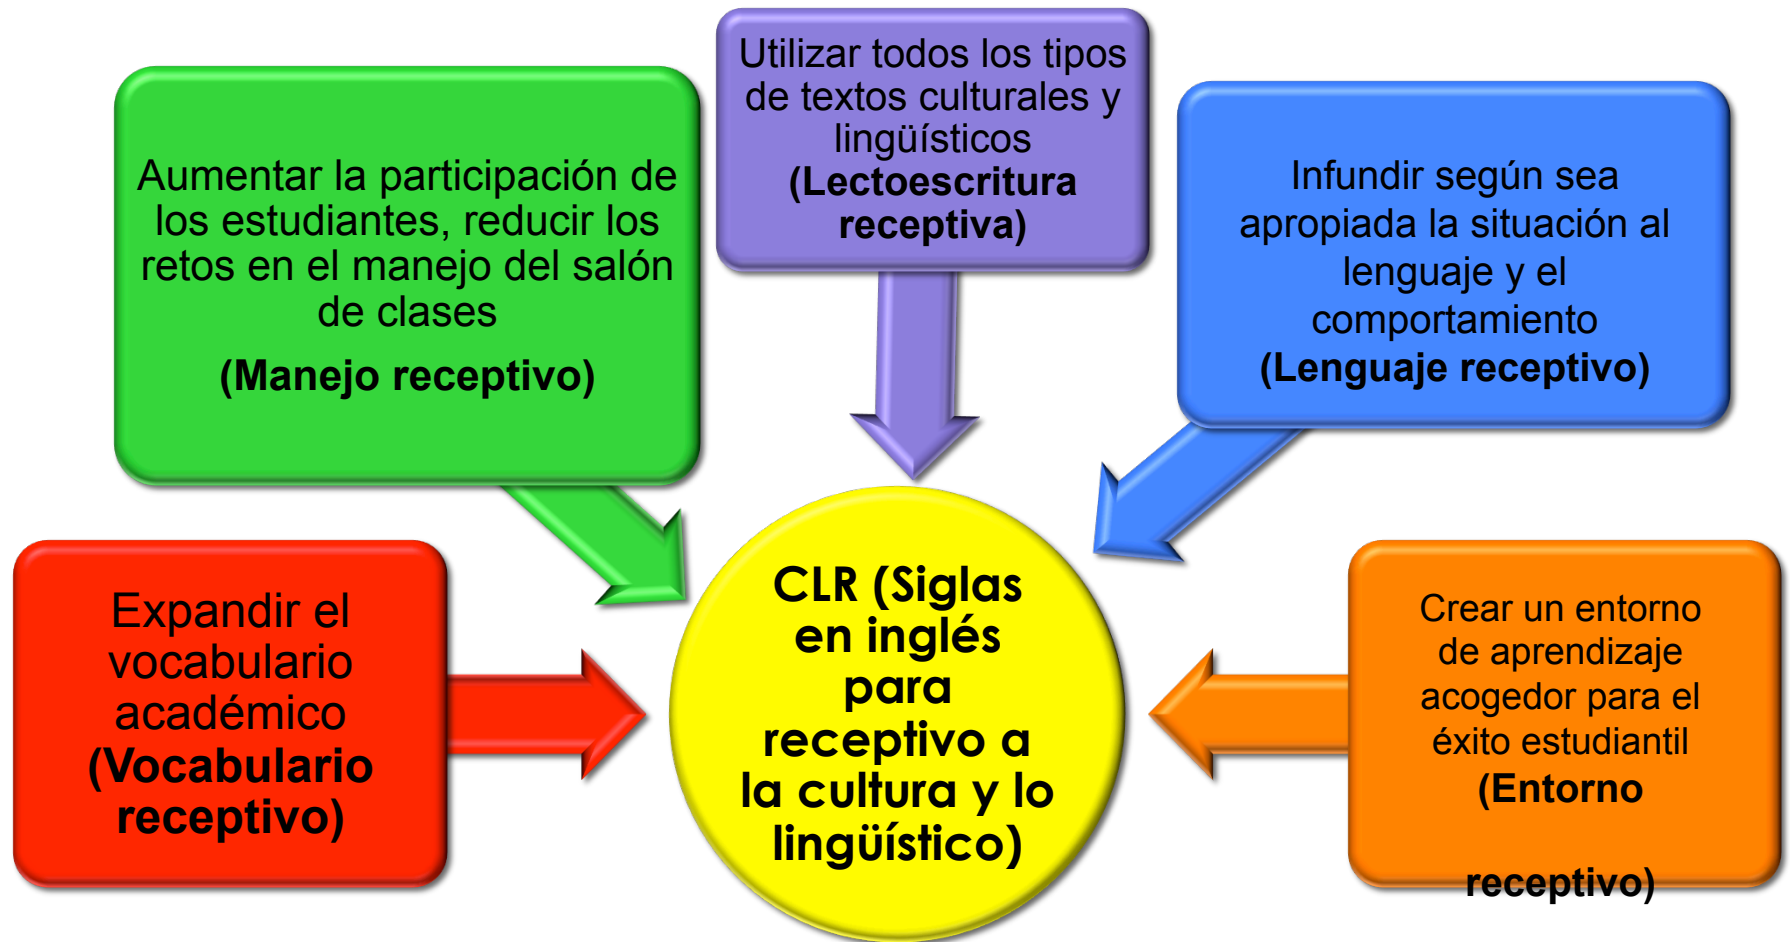 Utilizar todos los tipos
de textos culturales y
lingüísticos
(Lectoescritura
receptiva)
Aumentar la participación de
los estudiantes, reducir los
retos en el manejo del salón
de clases
(Manejo receptivo)
Infundir según sea
apropiada la situación al
lenguaje y el
comportamiento
(Lenguaje receptivo)
Expandir el
vocabulario
académico
(Vocabulario
receptivo)
CLR (Siglas
en inglés
para
receptivo a
la cultura y lo
lingüístico)
Crear un entorno
de aprendizaje
acogedor para el
éxito estudiantil
(Entorno
receptivo)